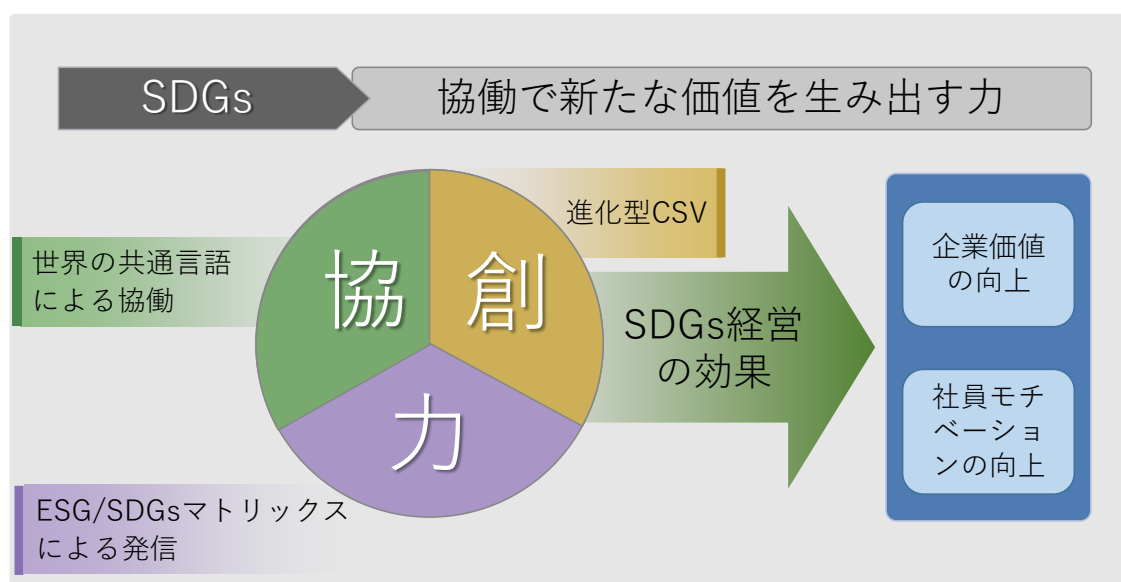 SDGs
協働で新たな価値を生み出す力
進化型CSV
世界の共通言語
による協働
協
創
力
SDGs経営
の効果
企業価値
の向上
社員モチ
ベーショ
ンの向上
ESG/SDGsマトリックス
による発信